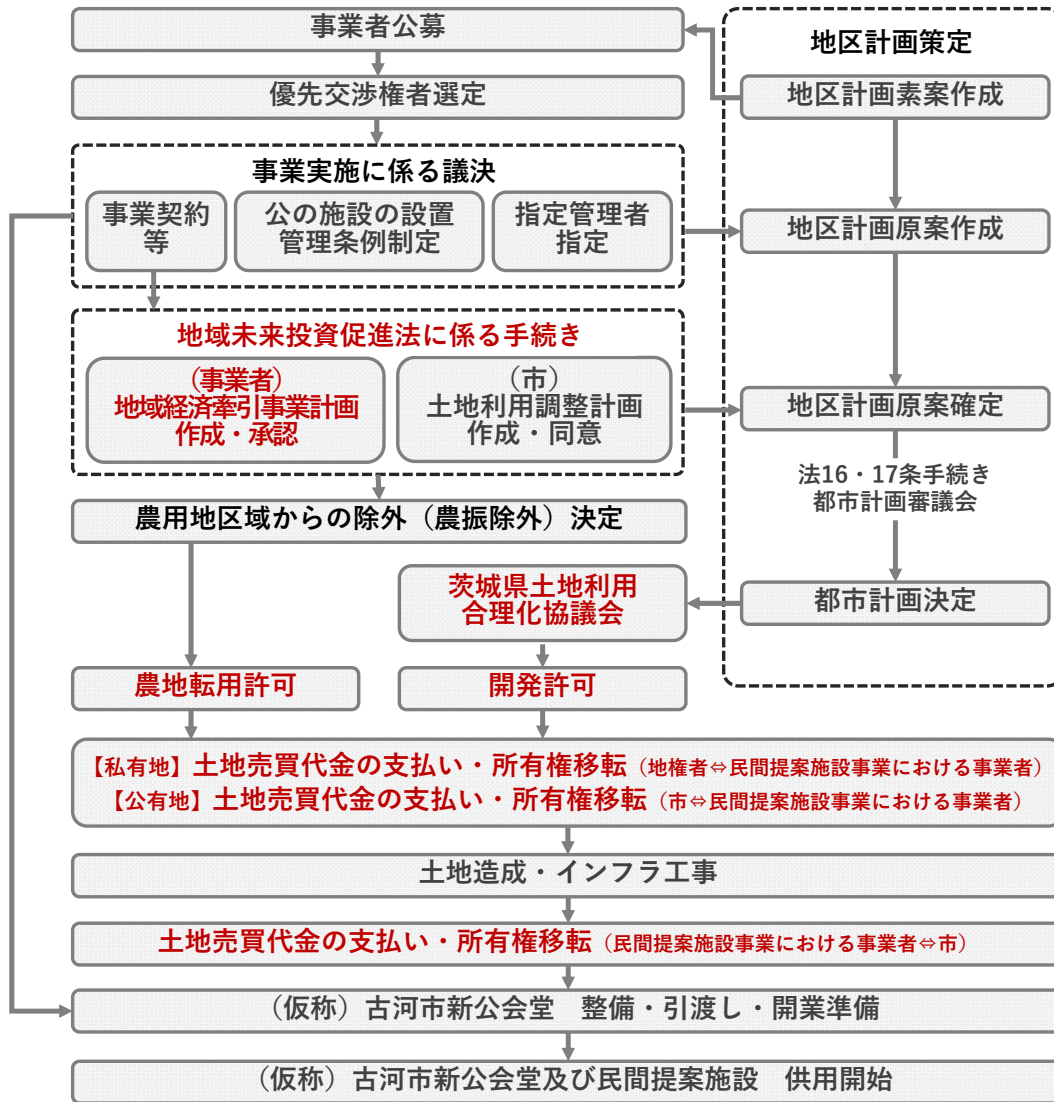 事業者公募
優先交渉権者選定
事業実施に係る議決
事業契約
等
公の施設の設置
管理条例制定
指定管理者
指定
地域未来投資促進法に係る手続き
（事業者）
地域経済牽引事業計画
作成・承認
（市）
土地利用調整計画
作成・同意
農用地区域からの除外（農振除外）決定
茨城県土地利用
合理化協議会
農地転用許可
開発許可
地区計画策定
地区計画素案作成
地区計画原案作成
地区計画原案確定
法16・17条手続き
都市計画審議会
都市計画決定
【私有地】土地売買代金の支払い・所有権移転（地権者⇔民間提案施設事業における事業者）
【公有地】土地売買代金の支払い・所有権移転（市⇔民間提案施設事業における事業者）
土地造成・インフラ工事
土地売買代金の支払い・所有権移転（民間提案施設事業における事業者⇔市）
（仮称）古河市新公会堂　整備・引渡し・開業準備
（仮称）古河市新公会堂及び民間提案施設　供用開始